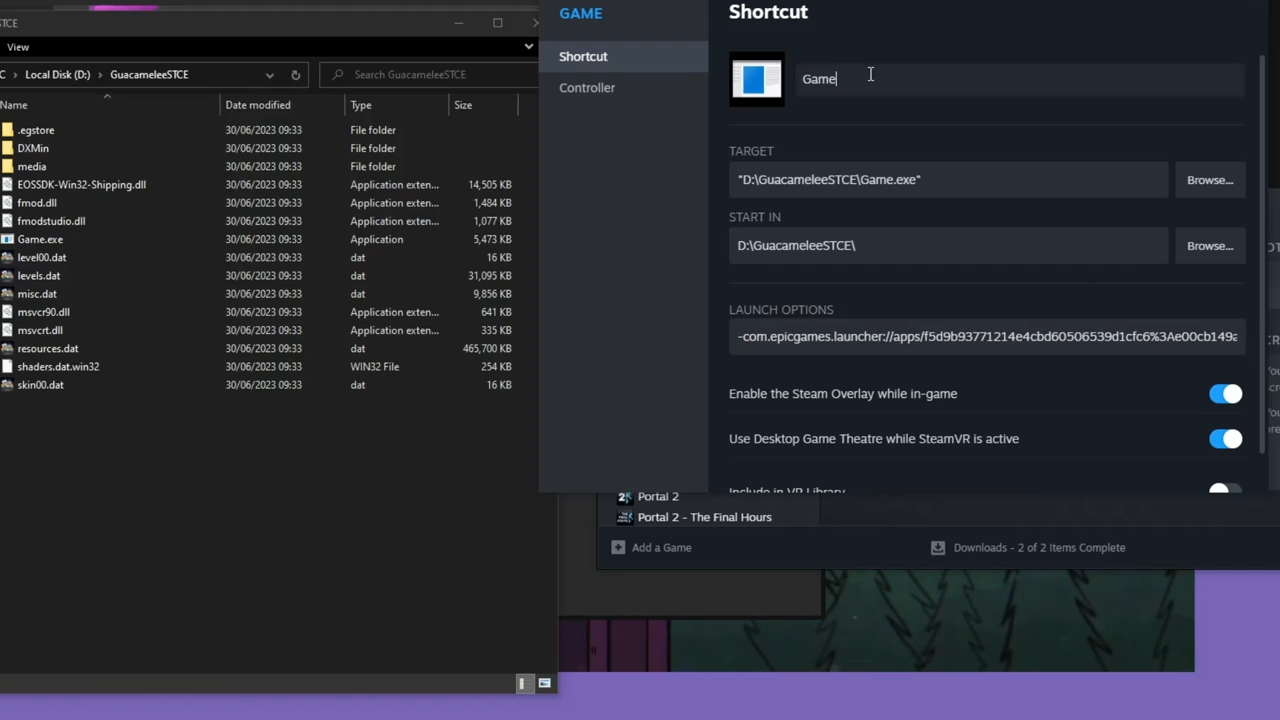 STCE
View
C > Local Disk (D:) > GuacameleeSTCE
Search GuacameleeSTCE
Name Date modified Type Size
.egstore 30/06/2023 09:33 File folder
DXMin 30/06/2023 09:33 File folder
media 30/06/2023 09:33 File folder
EOSSDK-Win32-Shipping.dll 30/06/2023 09:33 Application exten... 14,505 KB
fmod.dll 30/06/2023 09:33 Application exten... 1,484 KB
fmodstudio.dll 30/06/2023 09:33 Application exten... 1,077 KB
Game.exe 30/06/2023 09:33 Application 5,473 KB
level00.dat 30/06/2023 09:33 dat 16 KB
levels.dat 30/06/2023 09:33 dat 31,095 KB
misc.dat 30/06/2023 09:33 dat 9,856 KB
msvcr90.dll 30/06/2023 09:33 Application exten... 641 KB
msvcrt.dll 30/06/2023 09:33 Application exten... 335 KB
resources.dat 30/06/2023 09:33 dat 465,700 KB
shaders.dat.win32 30/06/2023 09:33 WIN32 File 254 KB
skin00.dat 30/06/2023 09:33 dat 16 KB
GAME
Shortcut
Controller
Shortcut
Game
TARGET
"D:\GuacameleeSTCE\Game.exe"
Browse...
START IN
D:\GuacameleeSTCE\
Browse...
LAUNCH OPTIONS
-com.epicgames.launcher://apps/f5d9b93771214e4cbd60506539d1cfc6%3Ae00cb149a
Enable the Steam Overlay while in-game
Use Desktop Game Theatre while SteamVR is active
Include in VR Library
Portal 2
Portal 2 - The Final Hours
Add a Game
Downloads - 2 of 2 Items Complete